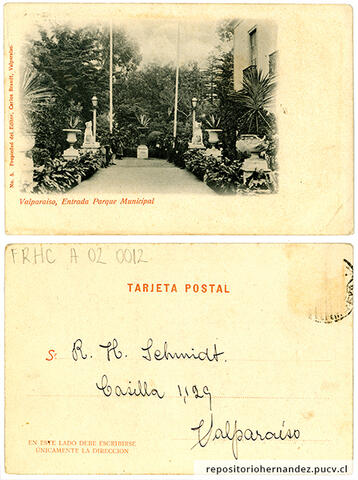 No. 5. Propiedad del Editor, Carlos Brandt, Valparaiso.
Valparaiso, Entrada Parque Municipal
FRHC A 02 0012
TARJETA POSTAL
S. R. H. Schmidt.
Casilla 1129
Valparaíso
EN ESTE LADO DEBE ESCRIBIRSE
ÚNICAMENTE LA DIRECCION
repositoriohernandez.pucv.cl